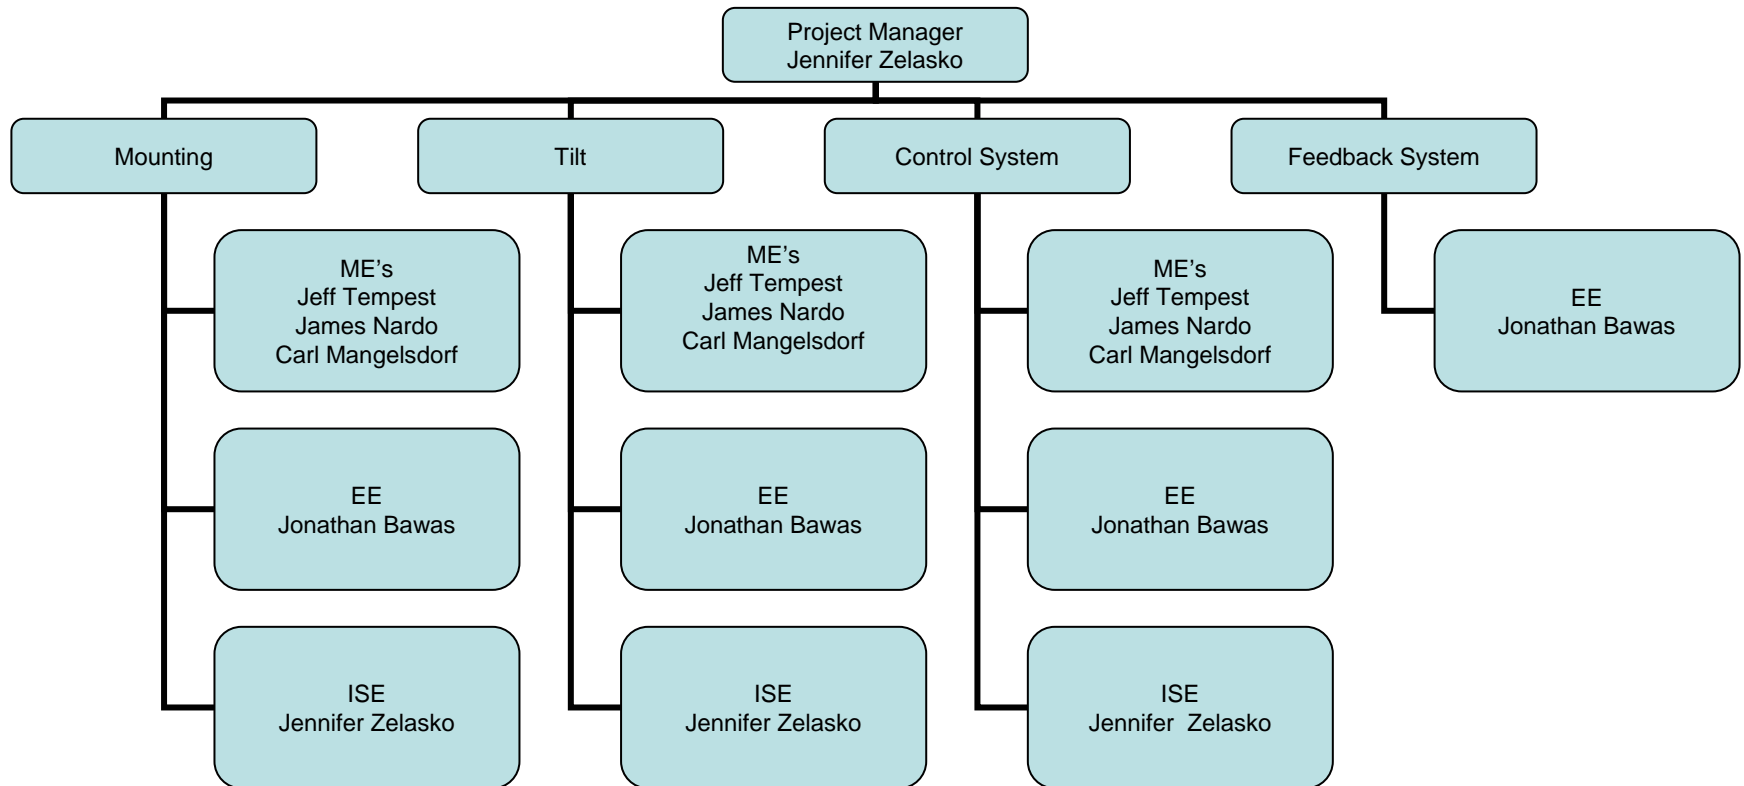 Project Manager
Jennifer Zelasko
Mounting
Tilt
Control System
Feedback System
ME’s
Jeff Tempest
James Nardo
Carl Mangelsdorf
ME’s
Jeff Tempest
James Nardo
Carl Mangelsdorf
ME’s
Jeff Tempest
James Nardo
Carl Mangelsdorf
EE
Jonathan Bawas
EE
Jonathan Bawas
EE
Jonathan Bawas
EE
Jonathan Bawas
ISE
Jennifer Zelasko
ISE
Jennifer Zelasko
ISE
Jennifer  Zelasko